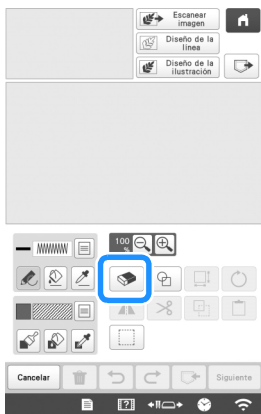 Escanear
imagen
Diseño de la
línea
Diseño de la
ilustración
100
%
Cancelar
Siguiente